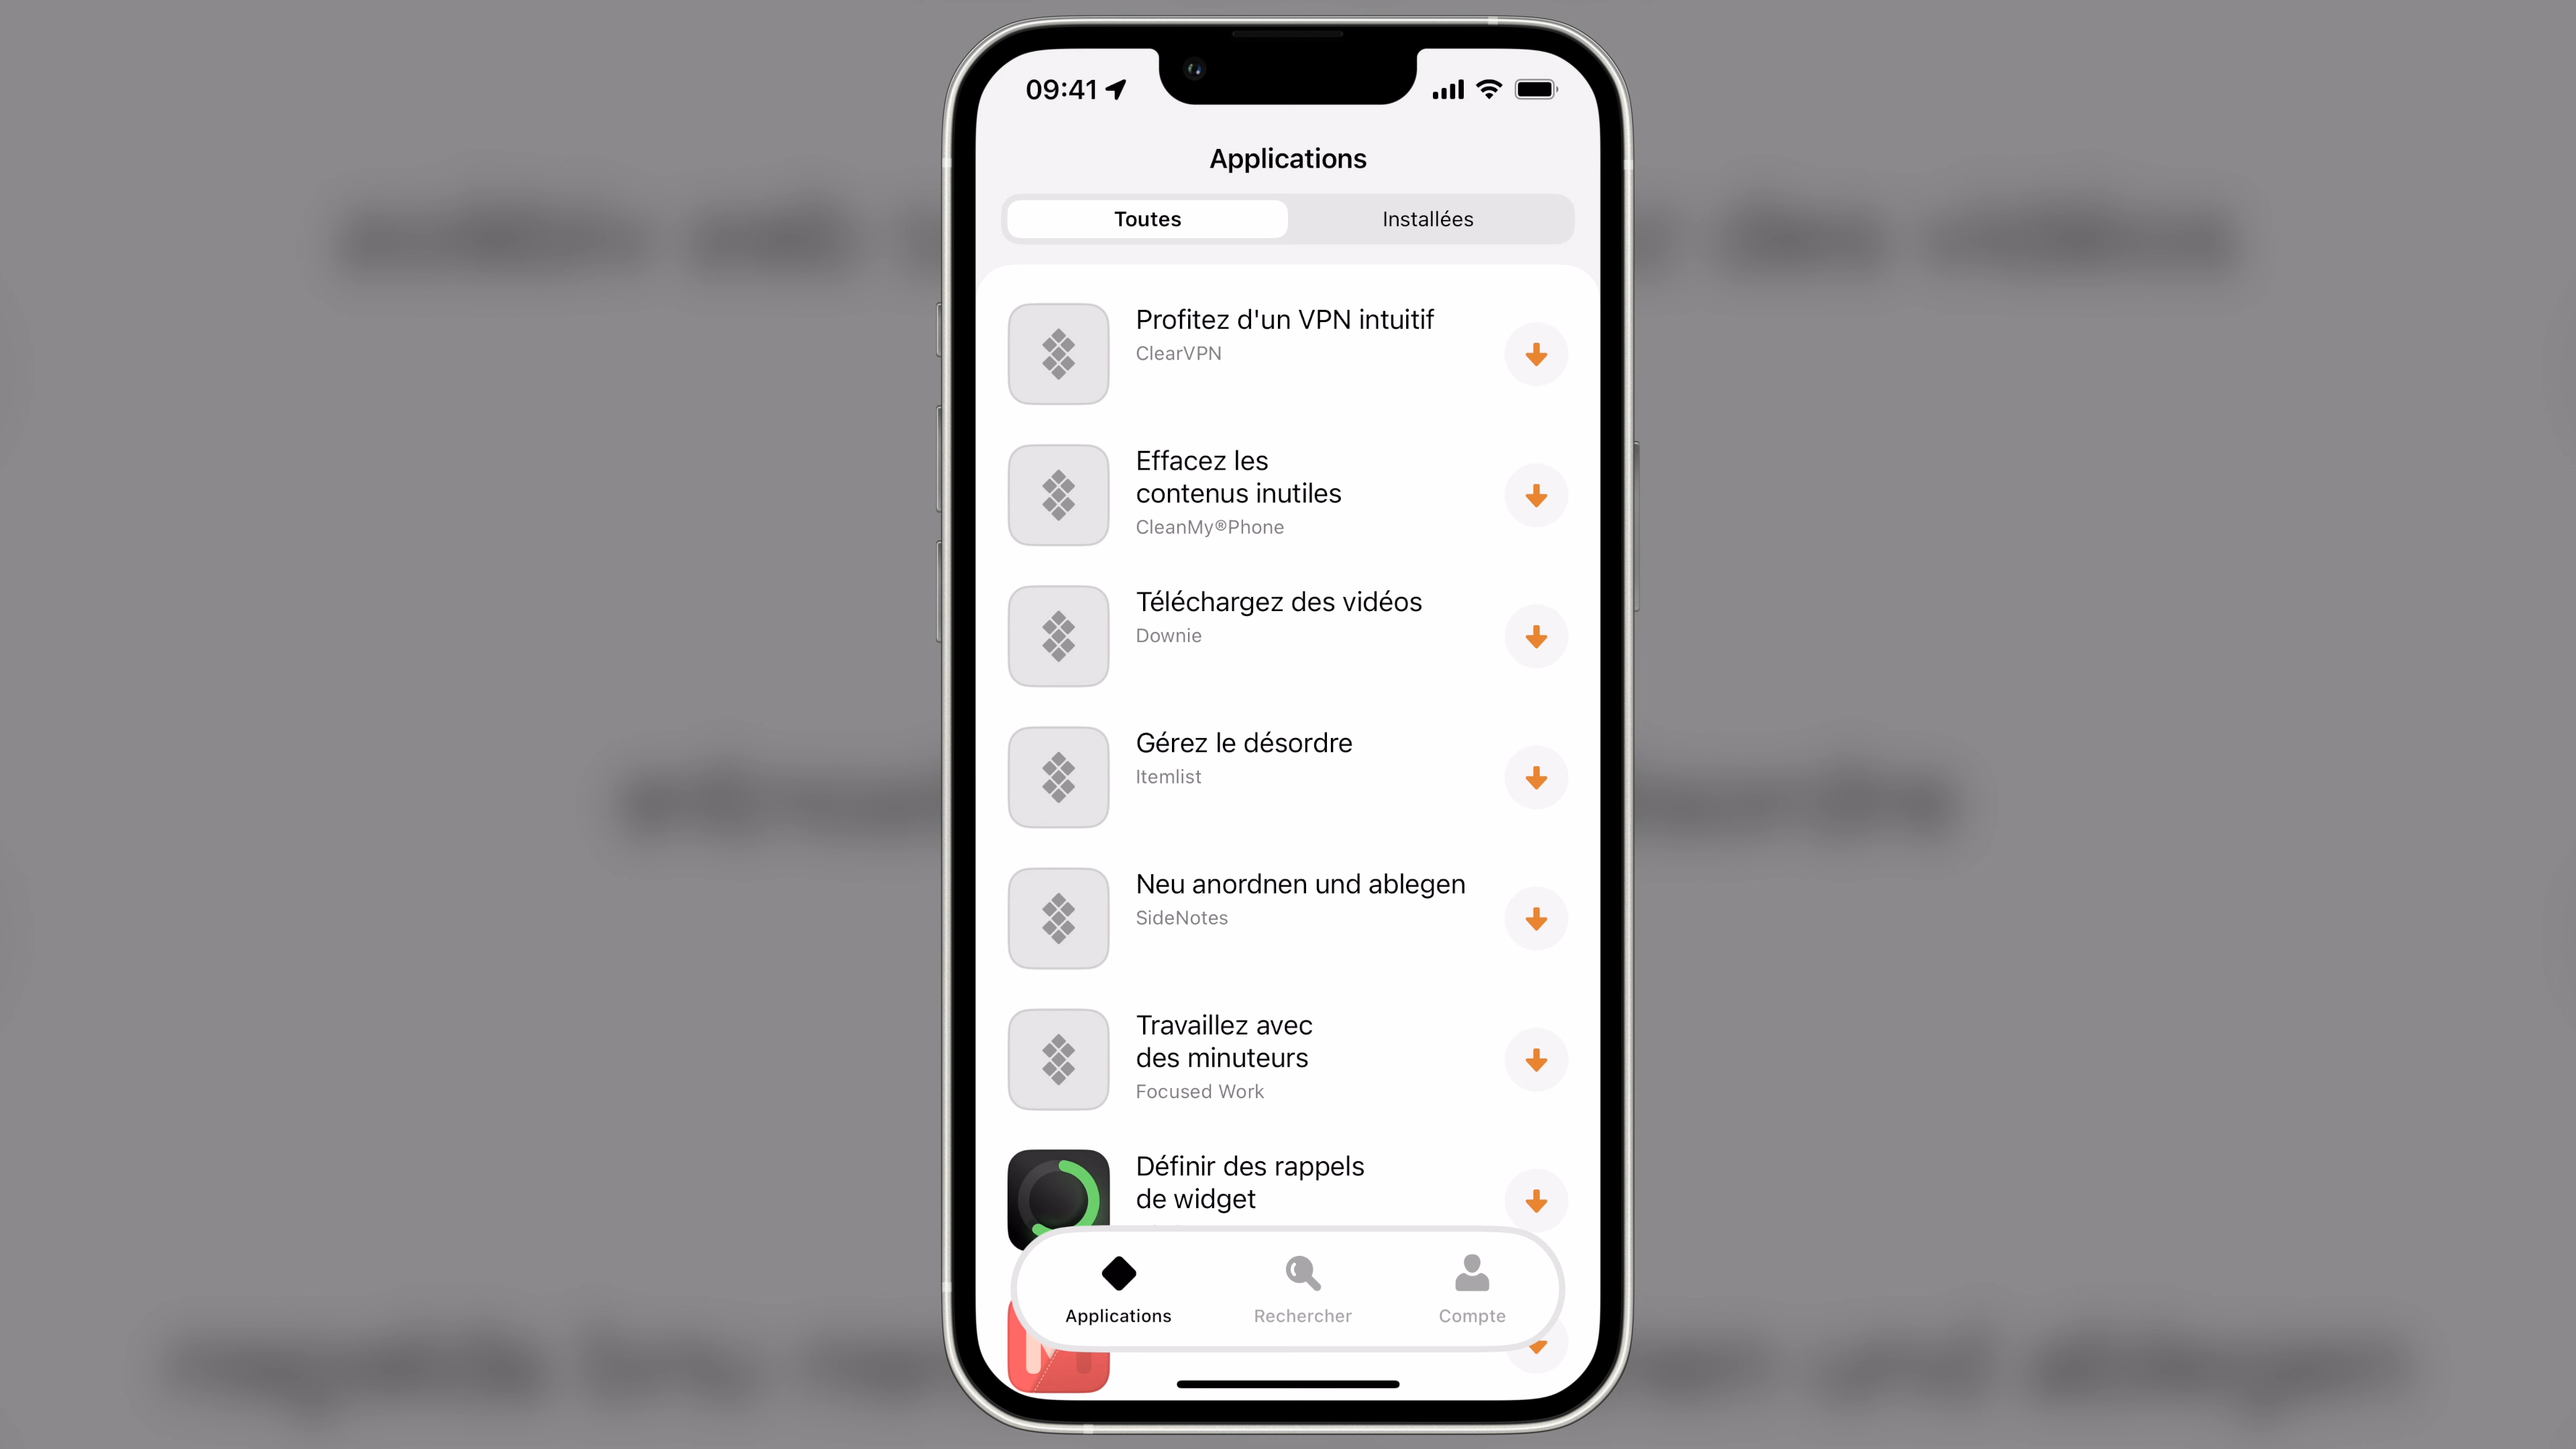 09:41
Applications
Toutes
Installées
Profitez d'un VPN intuitif
ClearVPN
Effacez les
contenus inutiles
CleanMy®Phone
Téléchargez des vidéos
Downie
Gérez le désordre
Itemlist
Neu anordnen und ablegen
SideNotes
Travaillez avec
des minuteurs
Focused Work
Définir des rappels
de widget
Applications
Rechercher
Compte